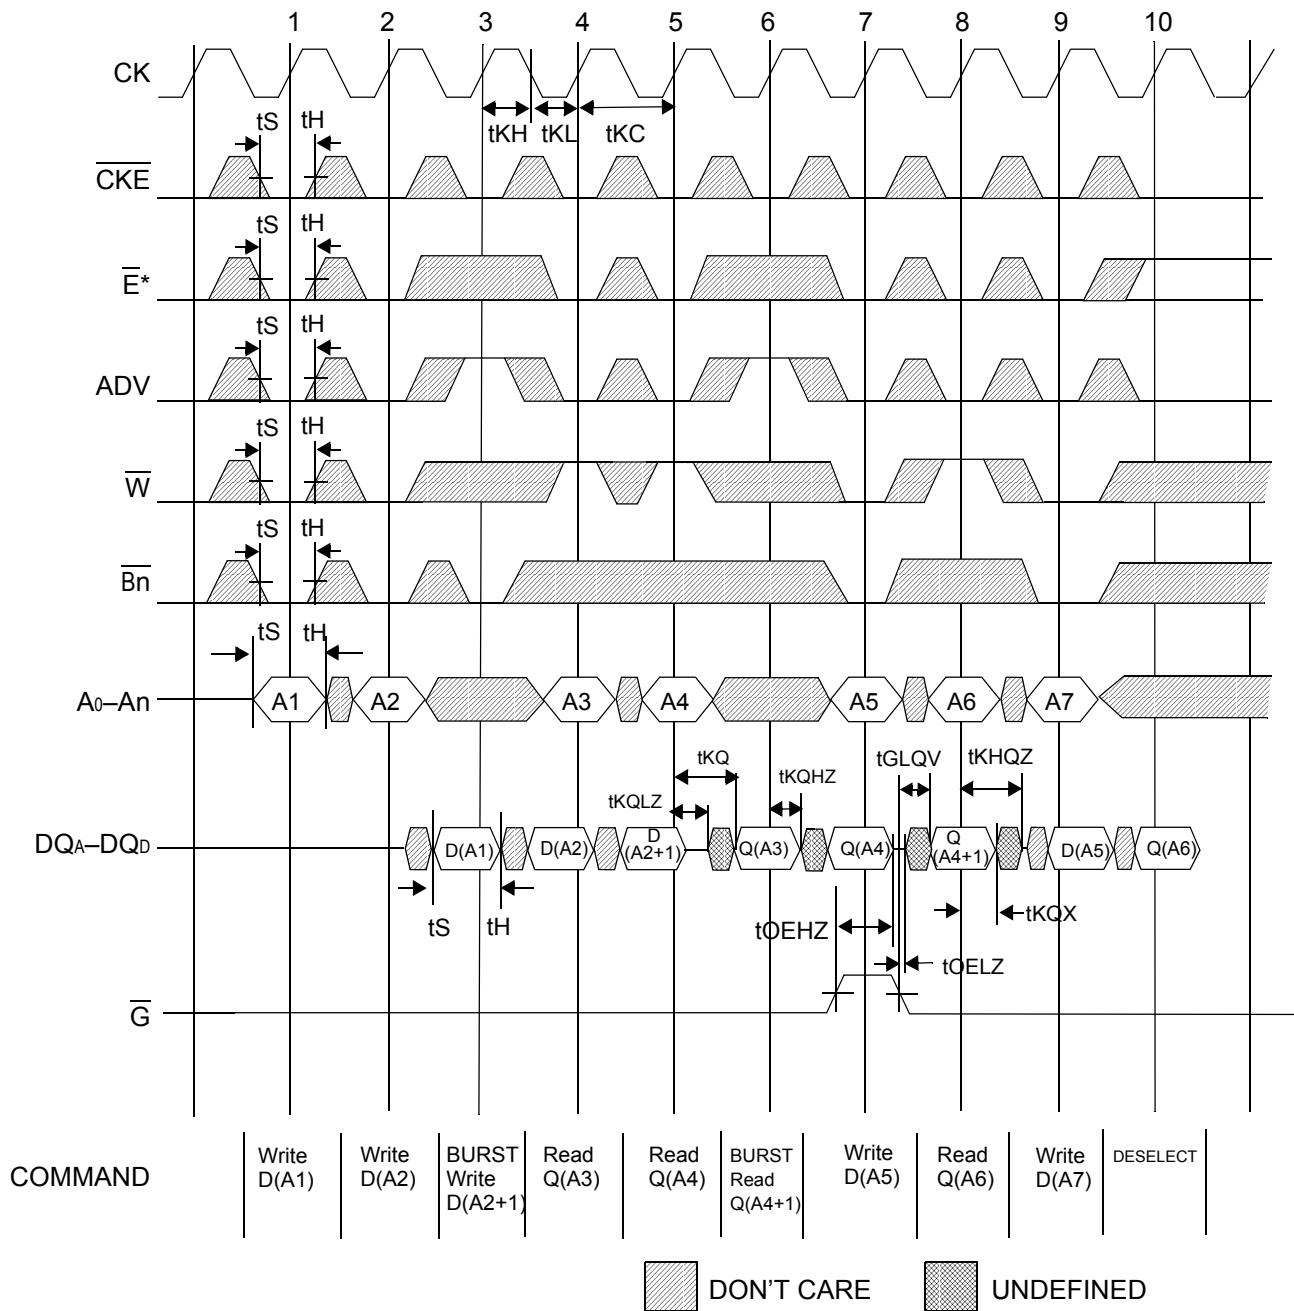 1 2 3 4 5 6 7 8 9 10
CK
tKH tKL tKC
tS tH
CKE
tS tH
E*
tS tH
ADV
tS tH
W
tS tH
Bn
tS tH
A0–An A1 A2 A3 A4 A5 A6 A7
tKQ tKQHZ tGLQV tKHQZ
tKQLZ
DQA–DQD D(A1) D(A2) D (A2+1) Q(A3) Q(A4) Q (A4+1) D(A5) Q(A6)
tS tH tOEHZ tKQX
tOELZ
G
COMMAND
Write D(A1)
Write D(A2)
BURST Write D(A2+1)
Read Q(A3)
Read Q(A4)
BURST Read Q(A4+1)
Write D(A5)
Read Q(A6)
Write D(A7)
DESELECT
DON'T CARE UNDEFINED